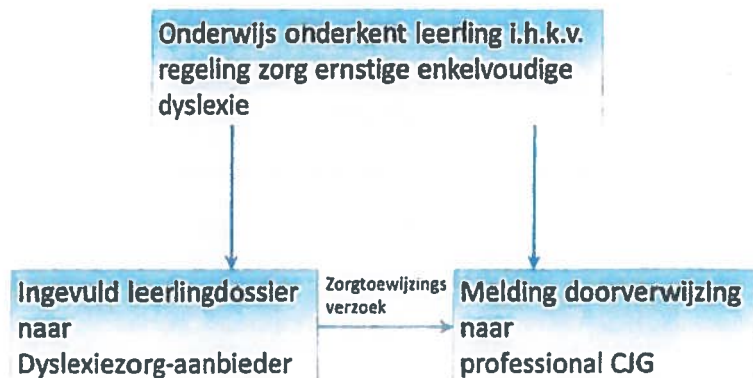 Onderwijs onderkent leerling i.h.k.v.
regeling zorg ernstige enkelvoudige
dyslexie
Ingevuld leerlingdossier
naar
Dyslexiezorg-aanbieder
Zorgtoewijzings
verzoek
Melding doorverwijzing
naar
professional CJG